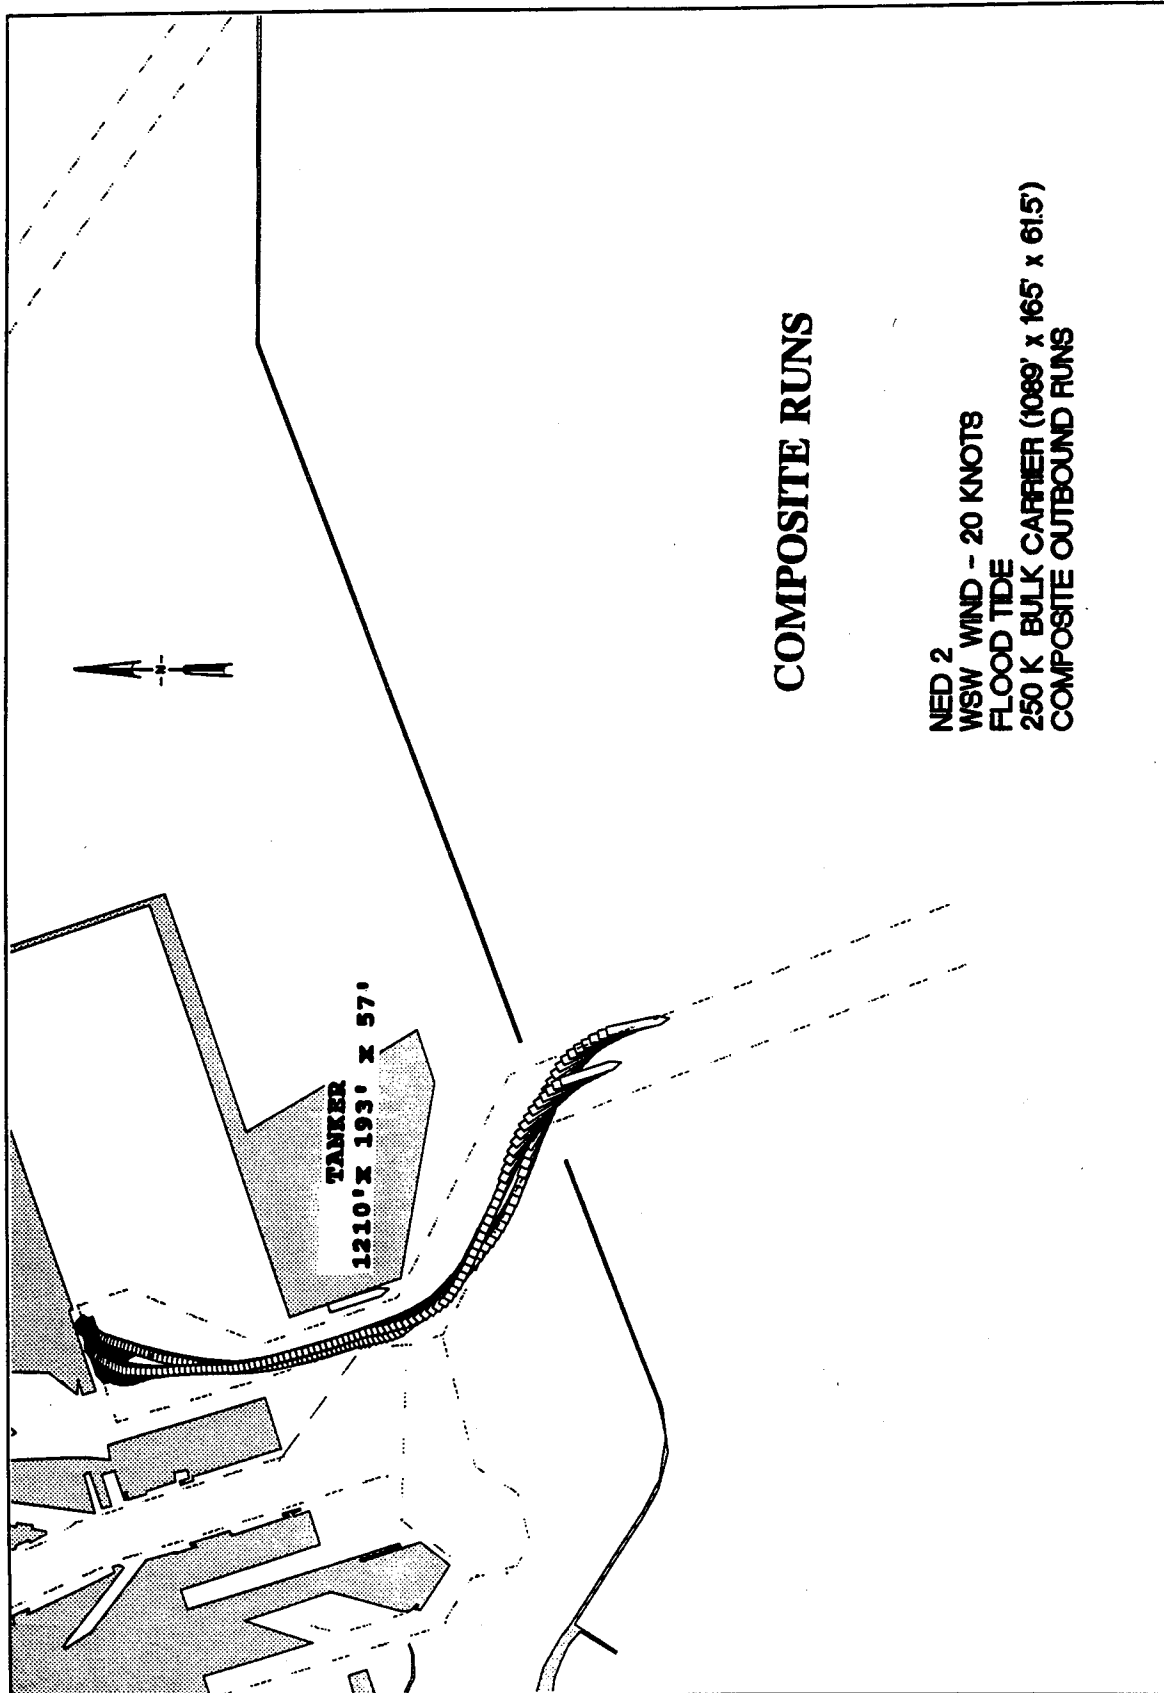 TANKER
1210' X 193' X 57'
N
COMPOSITE RUNS
NED 2
WSW WIND - 20 KNOTS
FLOOD TIDE
250 K BULK CARRIER (1089' x 165' x 61.5')
COMPOSITE OUTBOUND RUNS